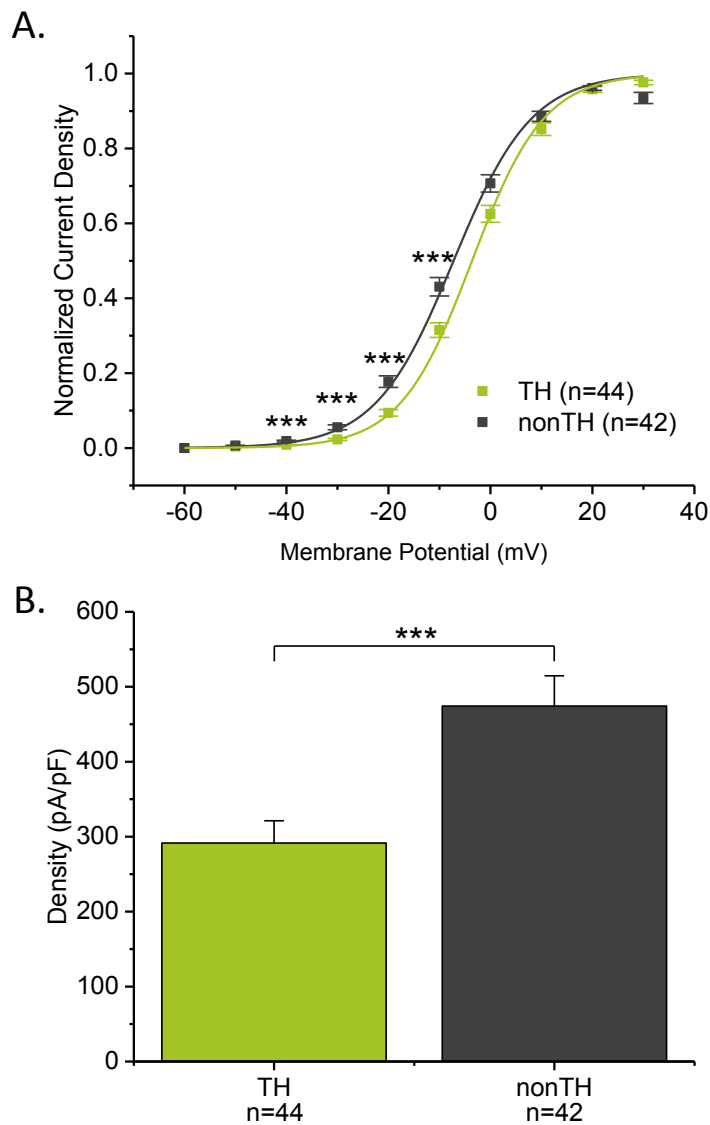 A.
Normalized Current Density
1.0
0.8
0.6
0.4
0.2
0.0
***
***
***
***
TH (n=44)
nonTH (n=42)
-60
-40
-20
0
20
40
Membrane Potential (mV)
B.
Density (pA/pF)
600
500
400
300
200
100
0
***
TH
n=44
nonTH
n=42